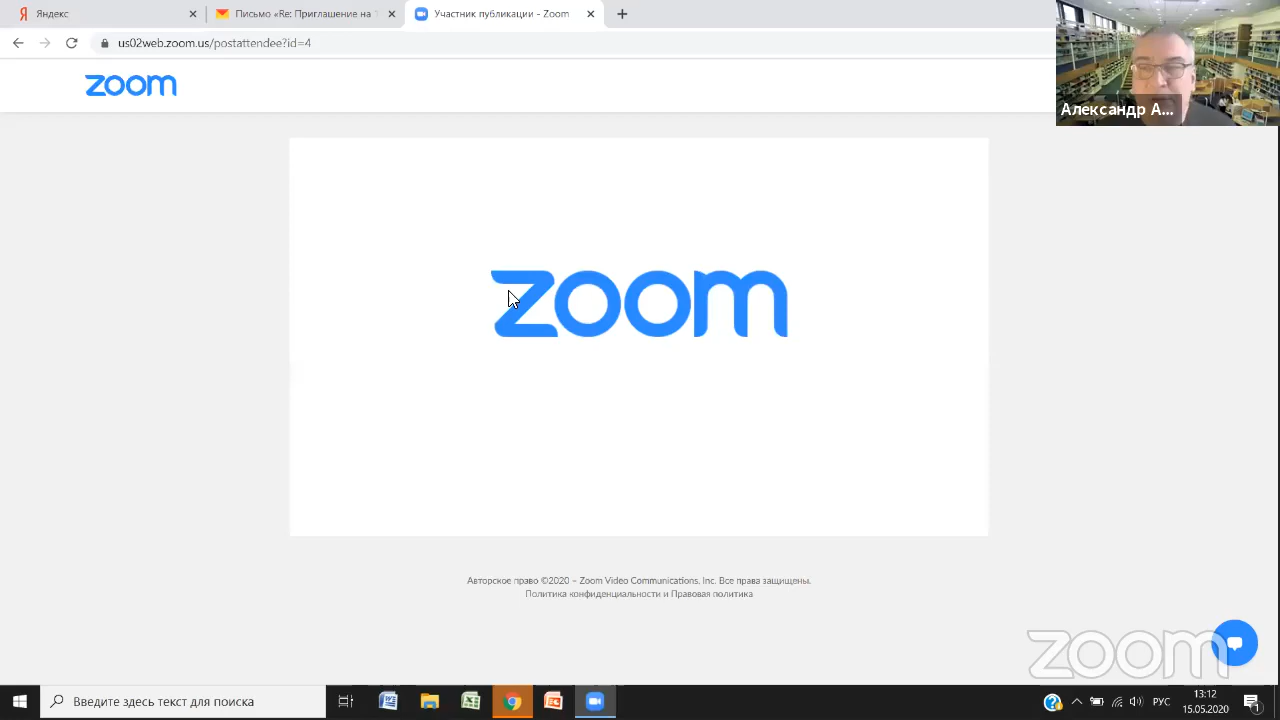 Яндекс
Письмо «Re: Приглашение на
Участник публикации - Zoom
us02web.zoom.us/postattendee?id=4
zoom
Александр А...
zoom
Авторское право ©2020 – Zoom Video Communications, Inc. Все права защищены.
Политика конфиденциальности и Правовая политика
zoom
Введите здесь текст для поиска
РУС
13:12
15.05.2020